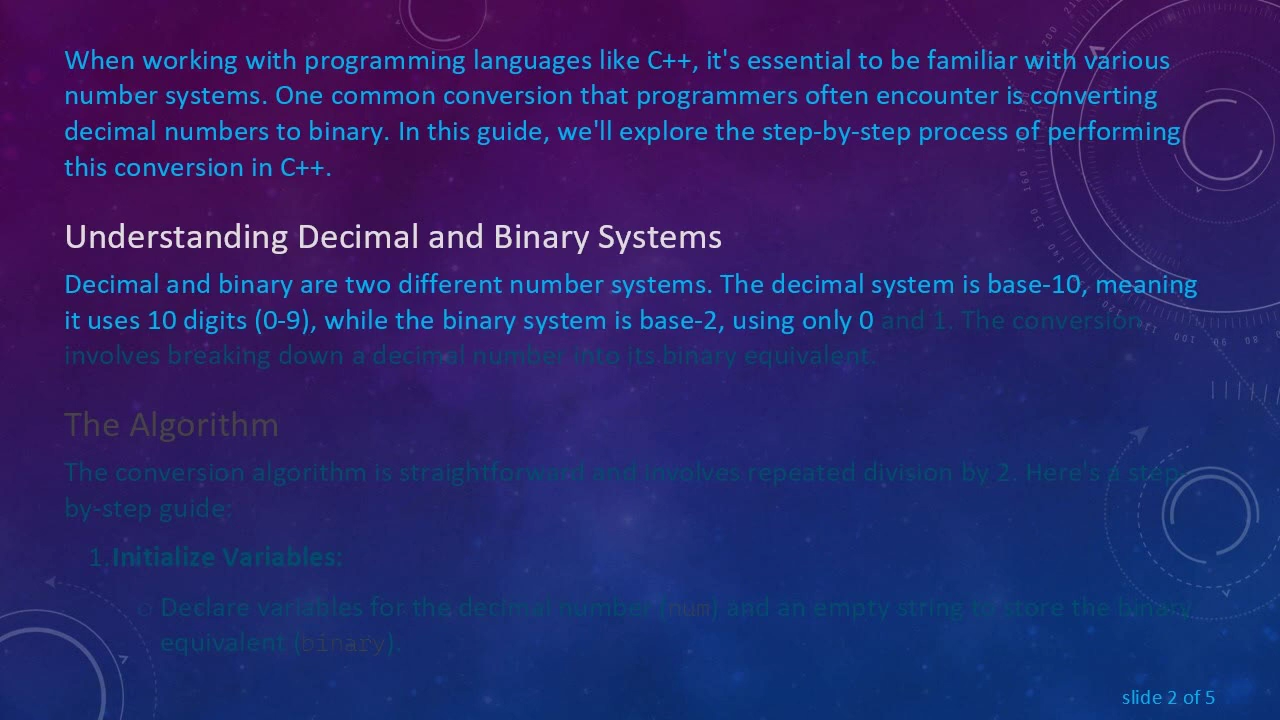 When working with programming languages like C++, it's essential to be familiar with various
number systems. One common conversion that programmers often encounter is converting
decimal numbers to binary. In this guide, we'll explore the step-by-step process of performing
this conversion in C++.
Understanding Decimal and Binary Systems
Decimal and binary are two different number systems. The decimal system is base-10, meaning
it uses 10 digits (0-9), while the binary system is base-2, using only 0 and 1. The conversion
involves breaking down a decimal number into its binary equivalent.
The Algorithm
The conversion algorithm is straightforward and involves repeated division by 2. Here's a step-
by-step guide:
1. Initialize Variables:
○ Declare variables for the decimal number (num) and an empty string to store the binary
equivalent (binary).
slide 2 of 5